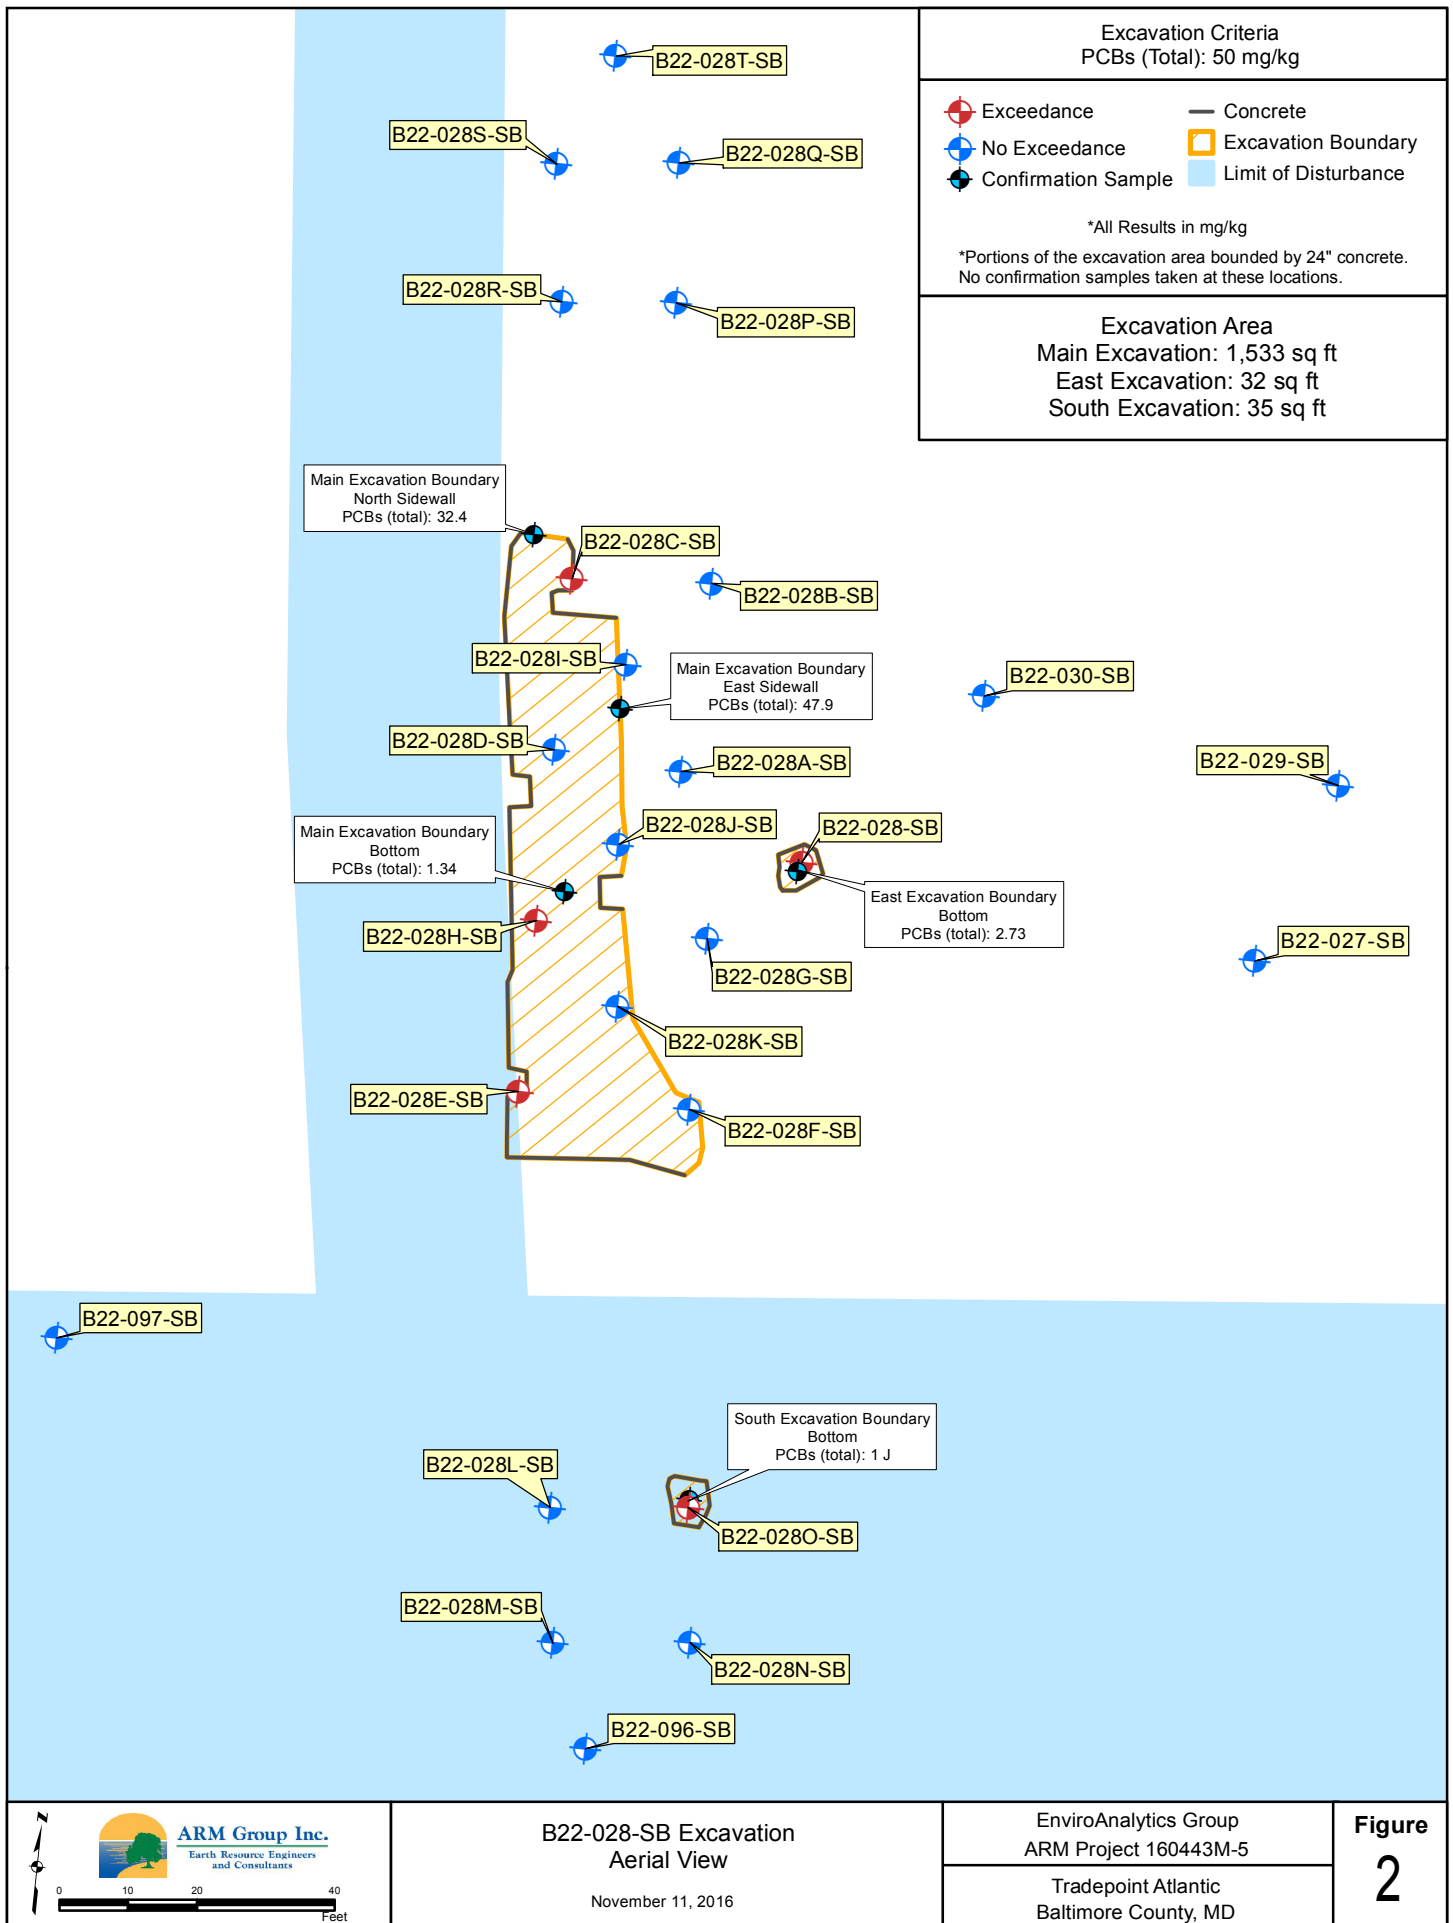 Excavation Criteria
PCBs (Total): 50 mg/kg
Exceedance
No Exceedance
Confirmation Sample
Concrete
Excavation Boundary
Limit of Disturbance
*All Results in mg/kg
*Portions of the excavation area bounded by 24" concrete.
No confirmation samples taken at these locations.
Excavation Area
Main Excavation: 1,533 sq ft
East Excavation: 32 sq ft
South Excavation: 35 sq ft
B22-028T-SB
B22-028S-SB
B22-028Q-SB
B22-028R-SB
B22-028P-SB
Main Excavation Boundary
North Sidewall
PCBs (total): 32.4
B22-028C-SB
B22-028B-SB
B22-028I-SB
Main Excavation Boundary
East Sidewall
PCBs (total): 47.9
B22-030-SB
B22-028D-SB
B22-028A-SB
B22-029-SB
B22-028J-SB
B22-028-SB
Main Excavation Boundary
Bottom
PCBs (total): 1.34
East Excavation Boundary
Bottom
PCBs (total): 2.73
B22-028H-SB
B22-027-SB
B22-028G-SB
B22-028K-SB
B22-028E-SB
B22-028F-SB
B22-097-SB
South Excavation Boundary
Bottom
PCBs (total): 1 J
B22-028L-SB
B22-028O-SB
B22-028M-SB
B22-028N-SB
B22-096-SB
N
ARM Group Inc.
Earth Resource Engineers
and Consultants
0 10 20 40
Feet
B22-028-SB Excavation
Aerial View
November 11, 2016
EnviroAnalytics Group
ARM Project 160443M-5
Tradepoint Atlantic
Baltimore County, MD
Figure
2